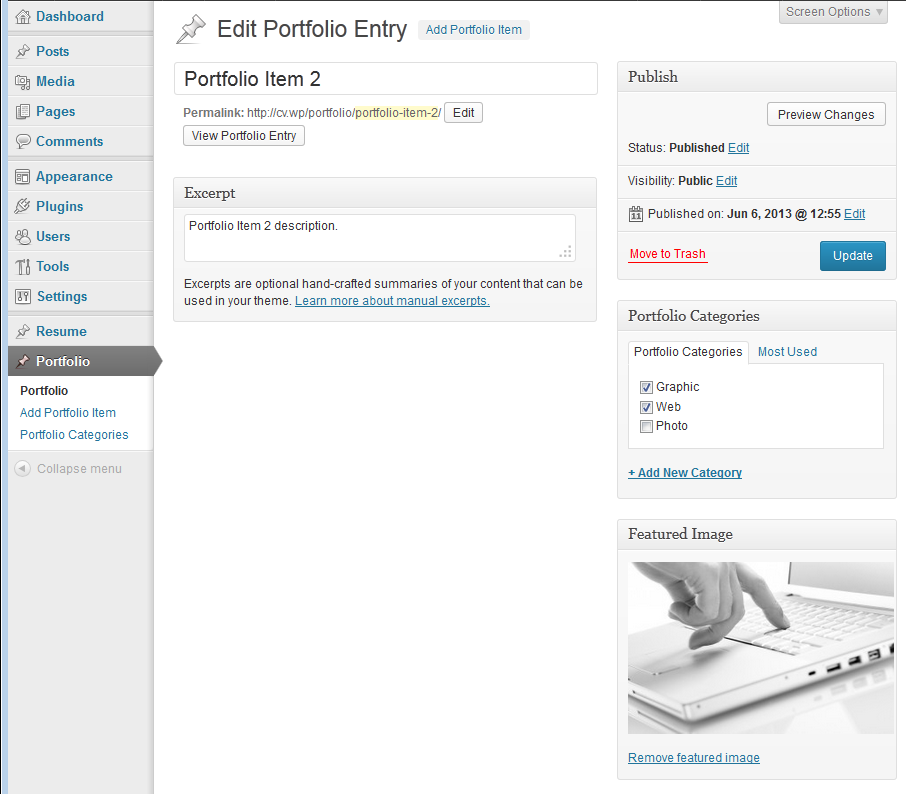 Dashboard
Posts
Media
Pages
Comments
Appearance
Plugins
Users
Tools
Settings
Resume
Portfolio
Portfolio
Add Portfolio Item
Portfolio Categories
Collapse menu
Screen Options
Edit Portfolio Entry Add Portfolio Item
Portfolio Item 2
Permalink: http://cv.wp/portfolio/portfolio-item-2/ Edit
View Portfolio Entry
Excerpt
Portfolio Item 2 description.
Excerpts are optional hand-crafted summaries of your content that can be
used in your theme. Learn more about manual excerpts.
Publish
Preview Changes
Status: Published Edit
Visibility: Public Edit
11 Published on: Jun 6, 2013 @ 12:55 Edit
Move to Trash Update
Portfolio Categories
Portfolio Categories Most Used
Graphic
Web
Photo
+ Add New Category
Featured Image
Remove featured image